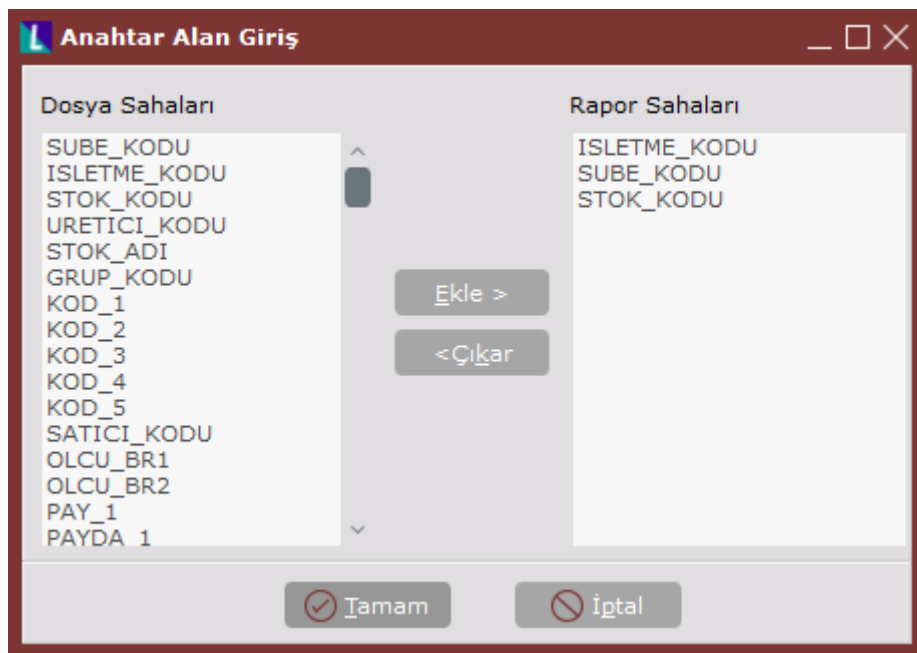 Anahtar Alan Giriş
Dosya Sahaları
SUBE_KODU
ISLETME_KODU
STOK_KODU
URETICI_KODU
STOK_ADI
GRUP_KODU
KOD_1
KOD_2
KOD_3
KOD_4
KOD_5
SATICI_KODU
OLCU_BR1
OLCU_BR2
PAY_1
PAYDA_1
Ekle >
<Çıkar
Rapor Sahaları
ISLETME_KODU
SUBE_KODU
STOK_KODU
Tamam
İptal